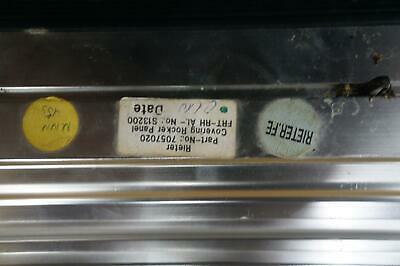 Rieter
Part-No.: 7057020
Covering Rocker Panel
FRT-RH AL- No.: S13200
Date
RIETER.FE